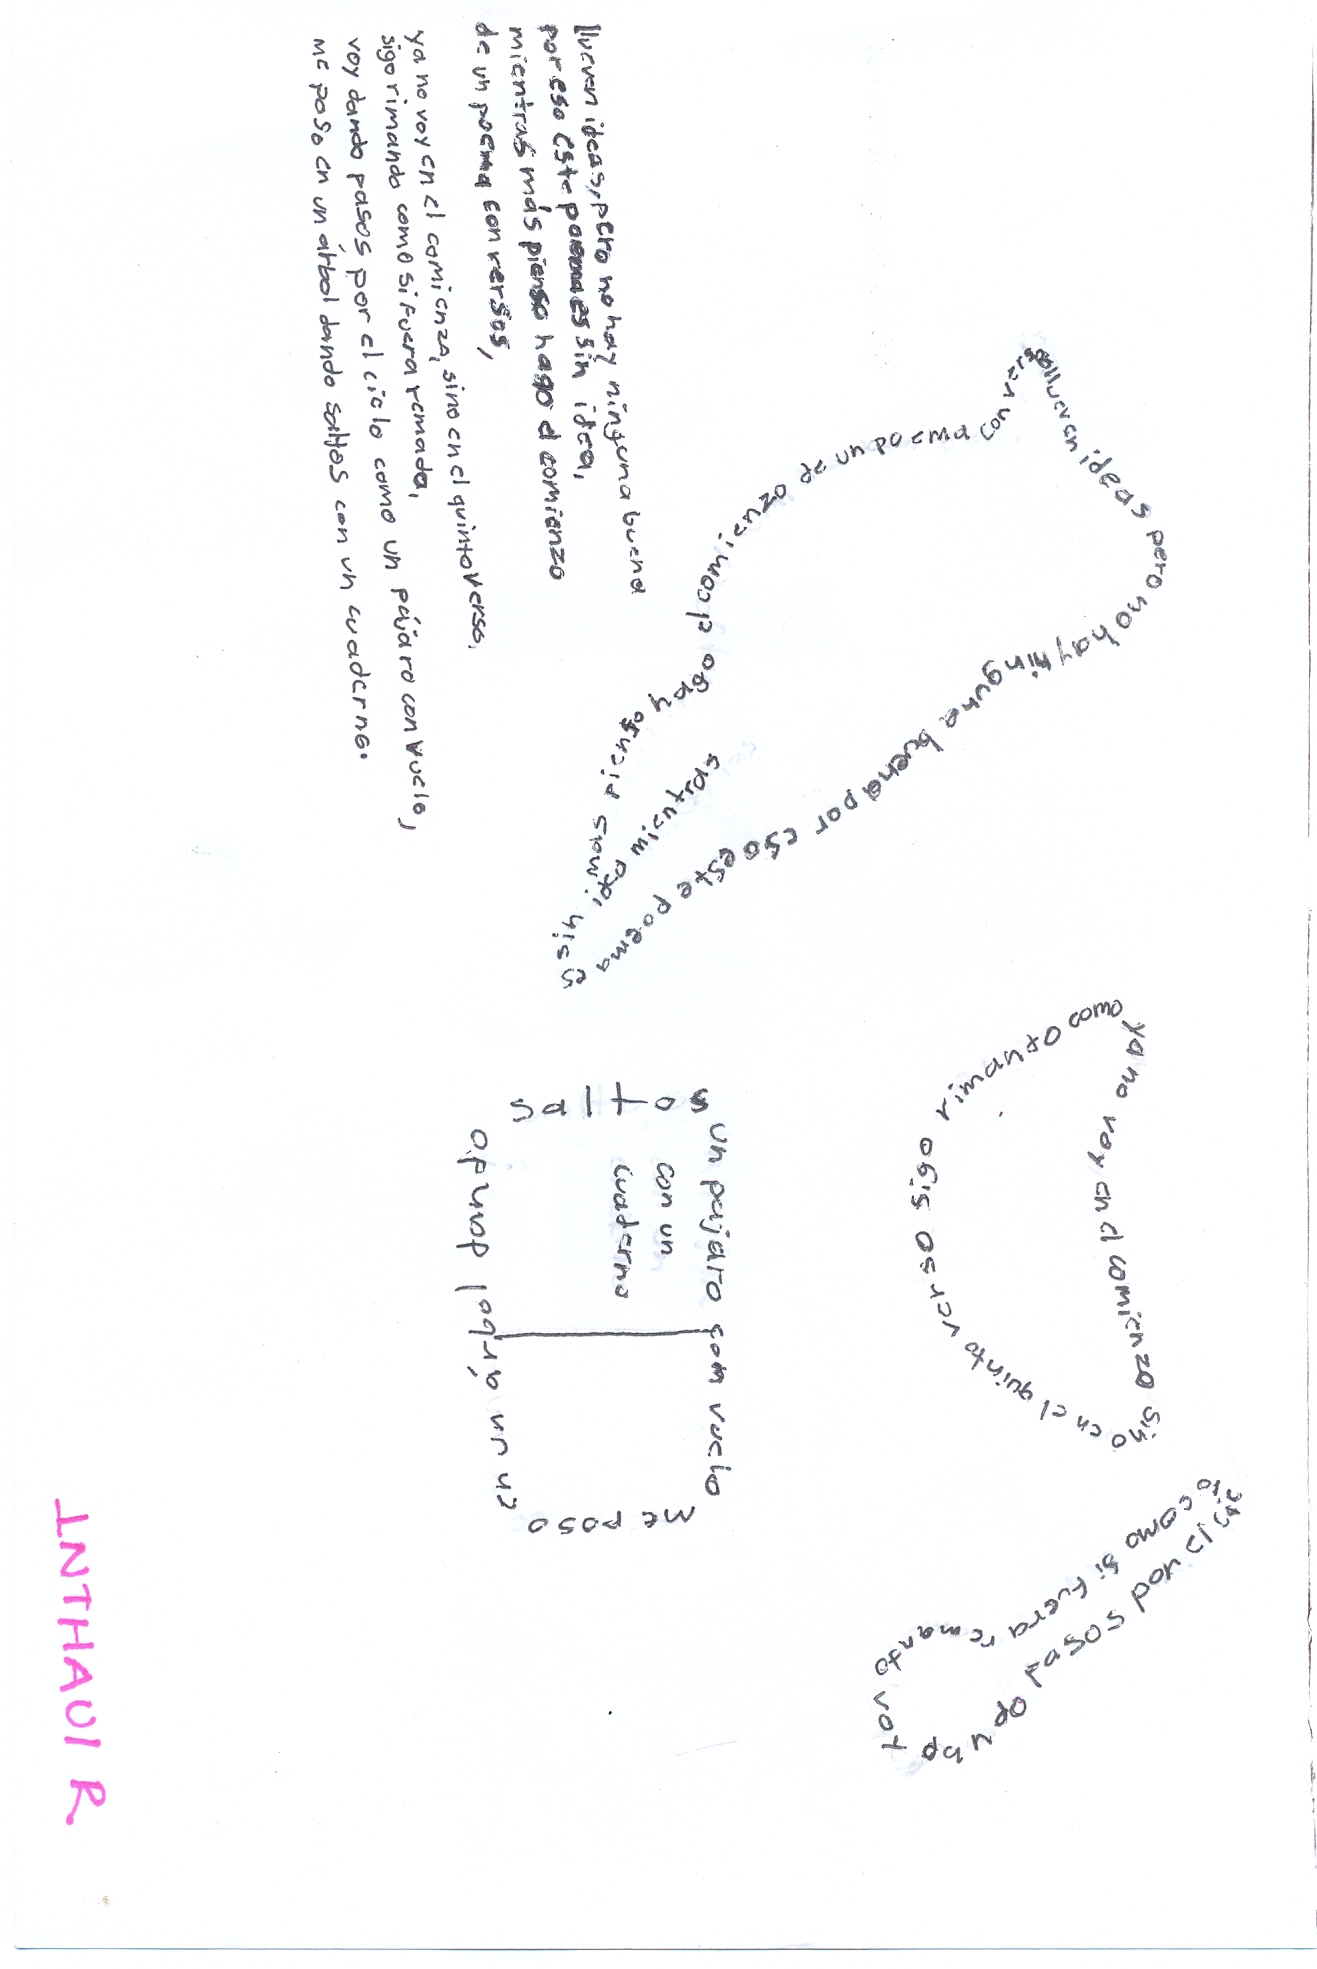 llueven ideas, pero no hay ninguna buena
por eso este poema es sin idea,
mientras más pienso hago el comienzo
de un poema con versos,
ya no voy en el comienzo, sino en el quinto verso,
sigo rimando como si fuera remada,
voy dando pasos por el cielo como un pájaro con vuelo,
me poso en un árbol dando saltos con un cuaderno.
llueven ideas pero no hay ninguna buena por eso este poema
es sin idea mientras
más pienso hago el comienzo de un poema con versos
ya no voy en el comienzo sino en el quinto verso sigo rimando como
si fuera remando voy dando pasos por el cielo como
un pájaro con vuelo
me poso
en un árbol dando
saltos
con un
cuaderno
INTHAUI R.